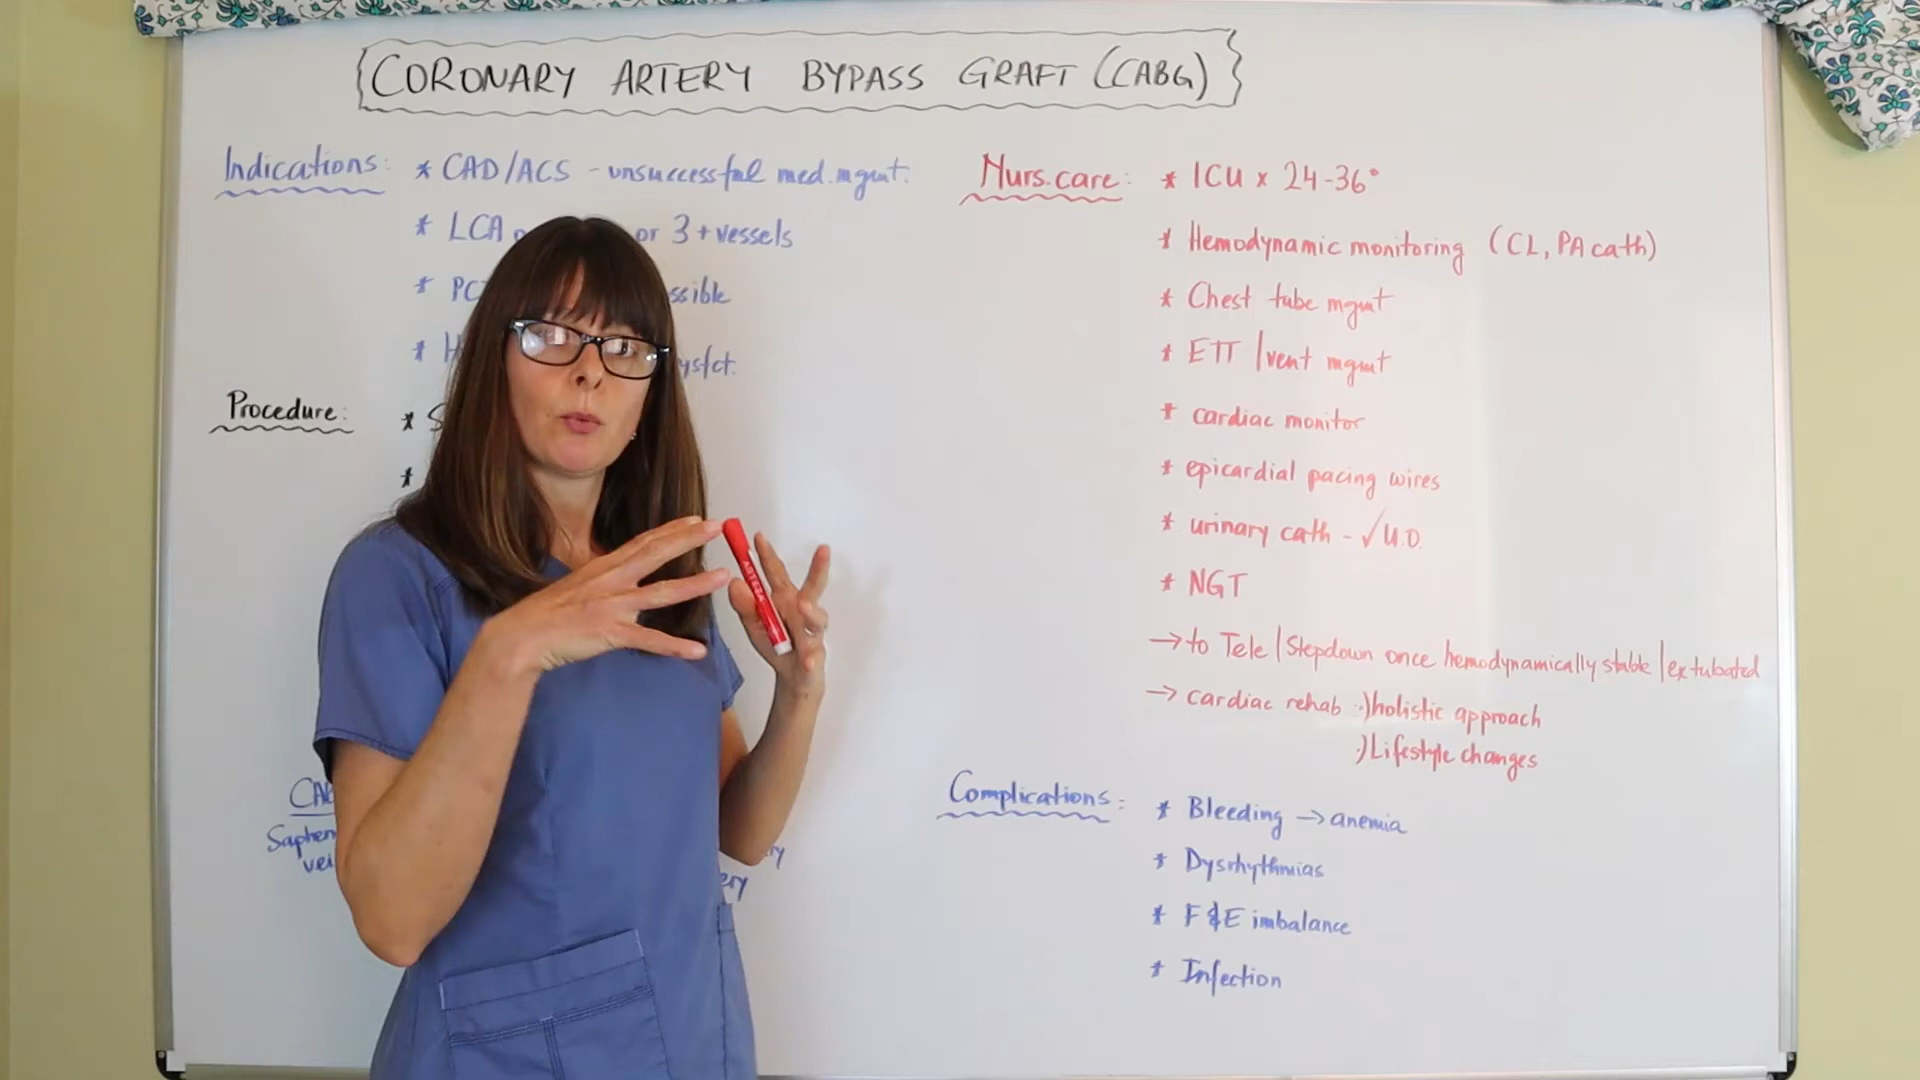 CORONARY ARTERY BYPASS GRAFT (CABG)
Indications: * CAD/ACS - unsuccessful med. mgmt.
* LCA or 3+ vessels
* PC ssible
* H ysfct.
Procedure: * S
*
CAB
Saphen
vei
ry
ery
Nurs. care: * ICU x 24-36°
* Hemodynamic monitoring (CL, PA cath)
* Chest tube mgmt
* ETT / vent mgmt
* cardiac monitor
* epicardial pacing wires
* urinary cath - √ U.O.
* NGT
→ to Tele / Stepdown once hemodynamically stable / extubated
→ cardiac rehab ·) holistic approach
·) Lifestyle changes
Complications: * Bleeding → anemia
* Dysrhythmias
* F & E imbalance
* Infection
ARTEZA